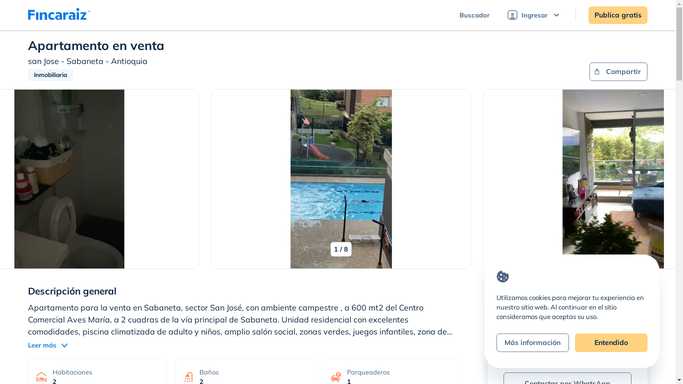 Fincaraiz
Buscador
Ingresar
Publica gratis
Apartamento en venta
san Jose - Sabaneta - Antioquia
Inmobiliaria
Compartir
1 / 8
Descripción general
Apartamento para la venta en Sabaneta, sector San José, con ambiente campestre , a 600 mt2 del Centro
Comercial Aves María, a 2 cuadras de la vía principal de Sabaneta. Unidad residencial con excelentes
comodidades, piscina climatizada de adulto y niños, amplio salón social, zonas verdes, juegos infantiles, zona de...
Leer más
Habitaciones
2
Baños
2
Parqueaderos
1
Utilizamos cookies para mejorar tu experiencia en
nuestro sitio web. Al continuar en el sitio
consideramos que aceptas su uso.
Más información
Entendido
Contactar por WhatsApp